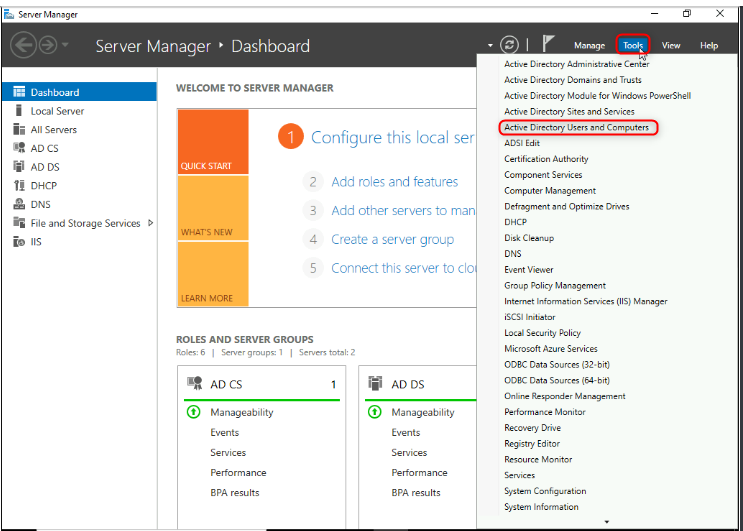 Server Manager
Server Manager • Dashboard
Manage
Tools
View
Help
Dashboard
Local Server
All Servers
AD CS
AD DS
DHCP
DNS
File and Storage Services
IIS
WELCOME TO SERVER MANAGER
QUICK START
WHAT'S NEW
LEARN MORE
1 Configure this local ser
2 Add roles and features
3 Add other servers to man
4 Create a server group
5 Connect this server to clo
ROLES AND SERVER GROUPS
Roles: 6 | Server groups: 1 | Servers total: 2
AD CS 1
Manageability
Events
Services
Performance
BPA results
AD DS
Manageability
Events
Services
Performance
BPA results
Active Directory Administrative Center
Active Directory Domains and Trusts
Active Directory Module for Windows PowerShell
Active Directory Sites and Services
Active Directory Users and Computers
ADSI Edit
Certification Authority
Component Services
Computer Management
Defragment and Optimize Drives
DHCP
Disk Cleanup
DNS
Event Viewer
Group Policy Management
Internet Information Services (IIS) Manager
iSCSI Initiator
Local Security Policy
Microsoft Azure Services
ODBC Data Sources (32-bit)
ODBC Data Sources (64-bit)
Online Responder Management
Performance Monitor
Recovery Drive
Registry Editor
Resource Monitor
Services
System Configuration
System Information